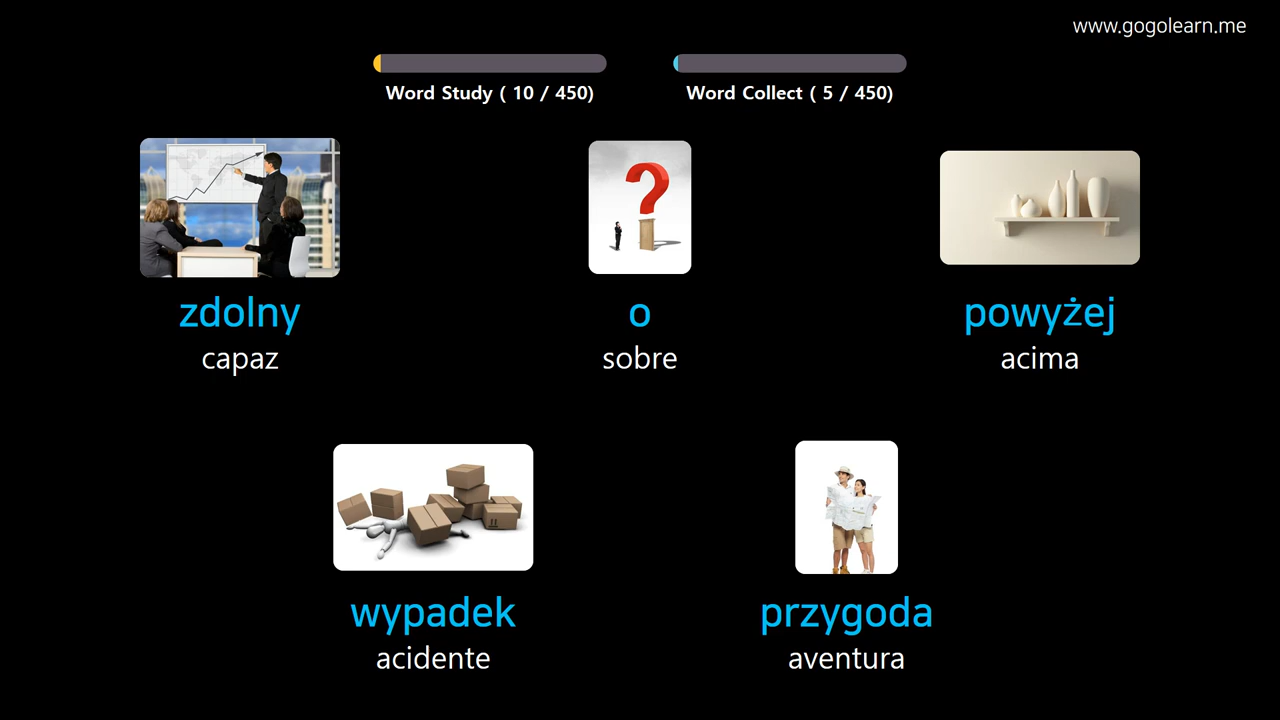 www.gogolearn.me
Word Study ( 10 / 450)
Word Collect ( 5 / 450)
zdolny
capaz
o
sobre
powyżej
acima
wypadek
acidente
przygoda
aventura